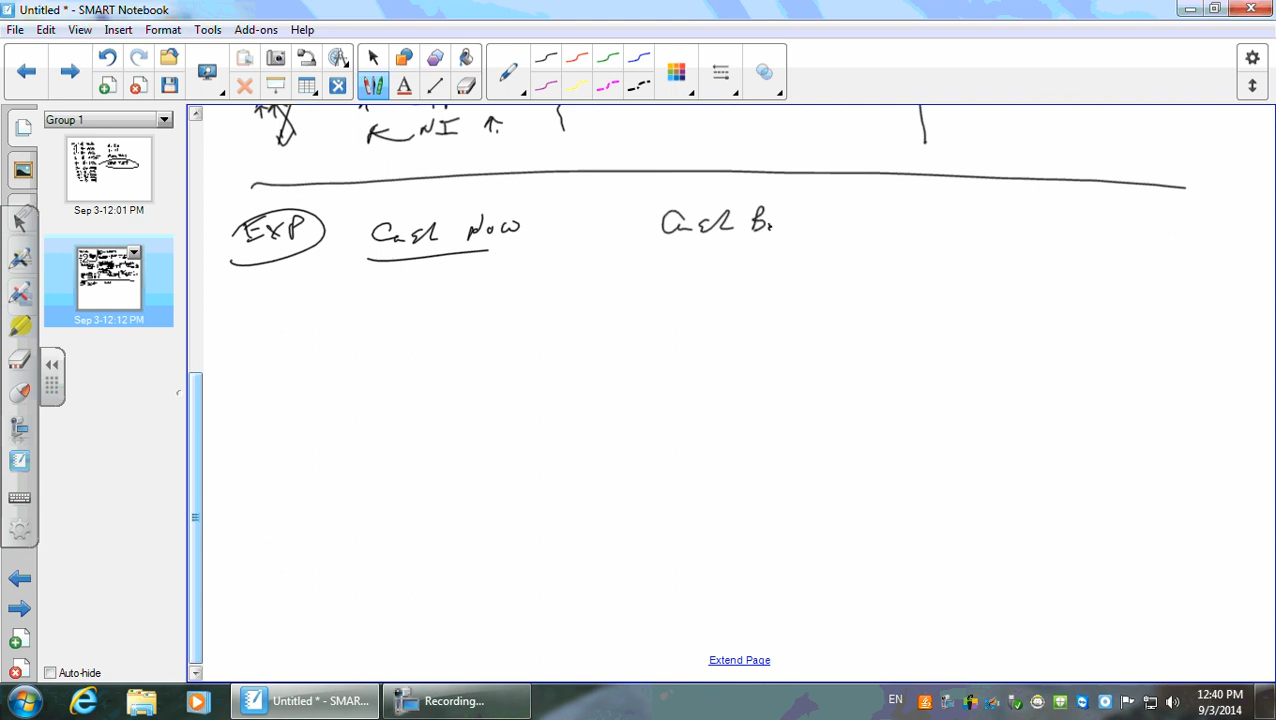 Untitled * - SMART Notebook
File Edit View Insert Format Tools Add-ons Help
Group 1
Sep 3-12:01 PM
Sep 3-12:12 PM
Auto-hide
NI
EXP Cash Now Cash Be
Extend Page
Untitled * - SMAR...
Recording...
EN
12:40 PM
9/3/2014